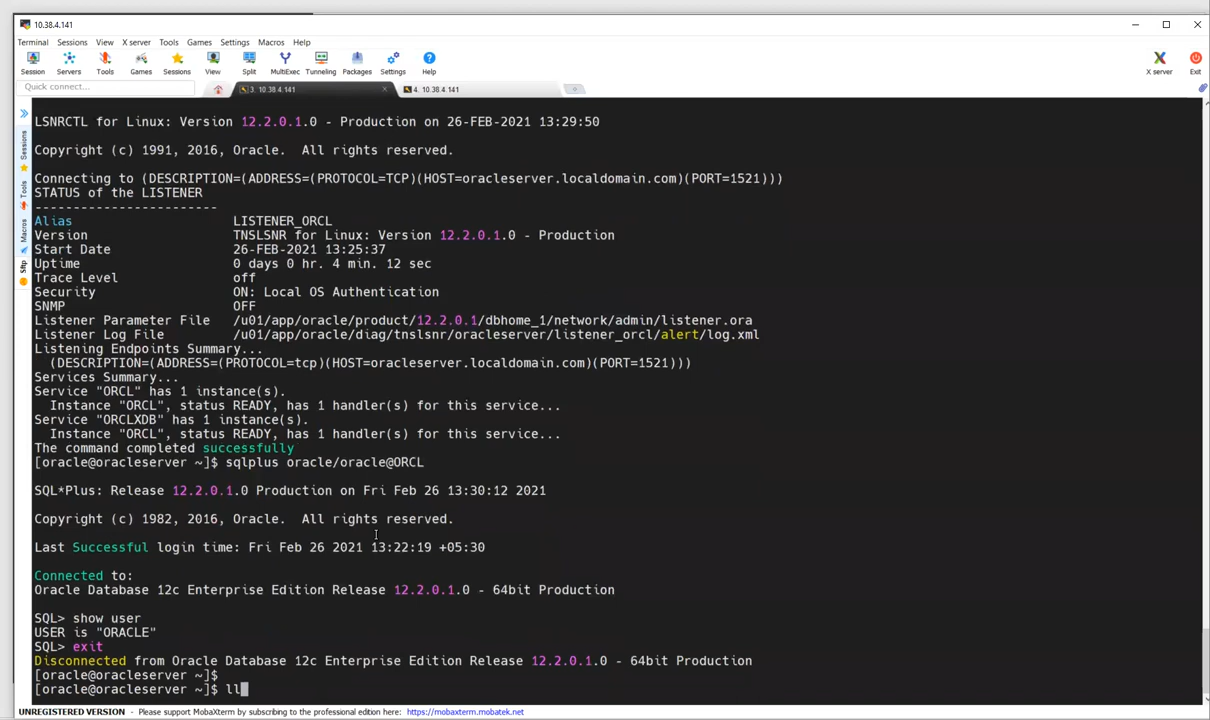 10.38.4.141
Terminal Sessions View X server Tools Games Settings Macros Help
Session Servers Tools Games Sessions View Split MultiExec Tunneling Packages Settings Help X server Exit
Quick connect...
3. 10.38.4.141
4. 10.38.4.141
Sessions
Tools
Macros
Sftp
LSNRCTL for Linux: Version 12.2.0.1.0 - Production on 26-FEB-2021 13:29:50
Copyright (c) 1991, 2016, Oracle.  All rights reserved.
Connecting to (DESCRIPTION=(ADDRESS=(PROTOCOL=TCP)(HOST=oracleserver.localdomain.com)(PORT=1521)))
STATUS of the LISTENER
------------------------
Alias                     LISTENER_ORCL
Version                   TNSLSNR for Linux: Version 12.2.0.1.0 - Production
Start Date                26-FEB-2021 13:25:37
Uptime                    0 days 0 hr. 4 min. 12 sec
Trace Level               off
Security                  ON: Local OS Authentication
SNMP                      OFF
Listener Parameter File   /u01/app/oracle/product/12.2.0.1/dbhome_1/network/admin/listener.ora
Listener Log File         /u01/app/oracle/diag/tnslsnr/oracleserver/listener_orcl/alert/log.xml
Listening Endpoints Summary...
  (DESCRIPTION=(ADDRESS=(PROTOCOL=tcp)(HOST=oracleserver.localdomain.com)(PORT=1521)))
Services Summary...
Service "ORCL" has 1 instance(s).
  Instance "ORCL", status READY, has 1 handler(s) for this service...
Service "ORCLXDB" has 1 instance(s).
  Instance "ORCL", status READY, has 1 handler(s) for this service...
The command completed successfully
[oracle@oracleserver ~]$ sqlplus oracle/oracle@ORCL
SQL*Plus: Release 12.2.0.1.0 Production on Fri Feb 26 13:30:12 2021
Copyright (c) 1982, 2016, Oracle.  All rights reserved.
Last Successful login time: Fri Feb 26 2021 13:22:19 +05:30
Connected to:
Oracle Database 12c Enterprise Edition Release 12.2.0.1.0 - 64bit Production
SQL> show user
USER is "ORACLE"
SQL> exit
Disconnected from Oracle Database 12c Enterprise Edition Release 12.2.0.1.0 - 64bit Production
[oracle@oracleserver ~]$
[oracle@oracleserver ~]$ ll
UNREGISTERED VERSION - Please support MobaXterm by subscribing to the professional edition here: https://mobaxterm.mobatek.net